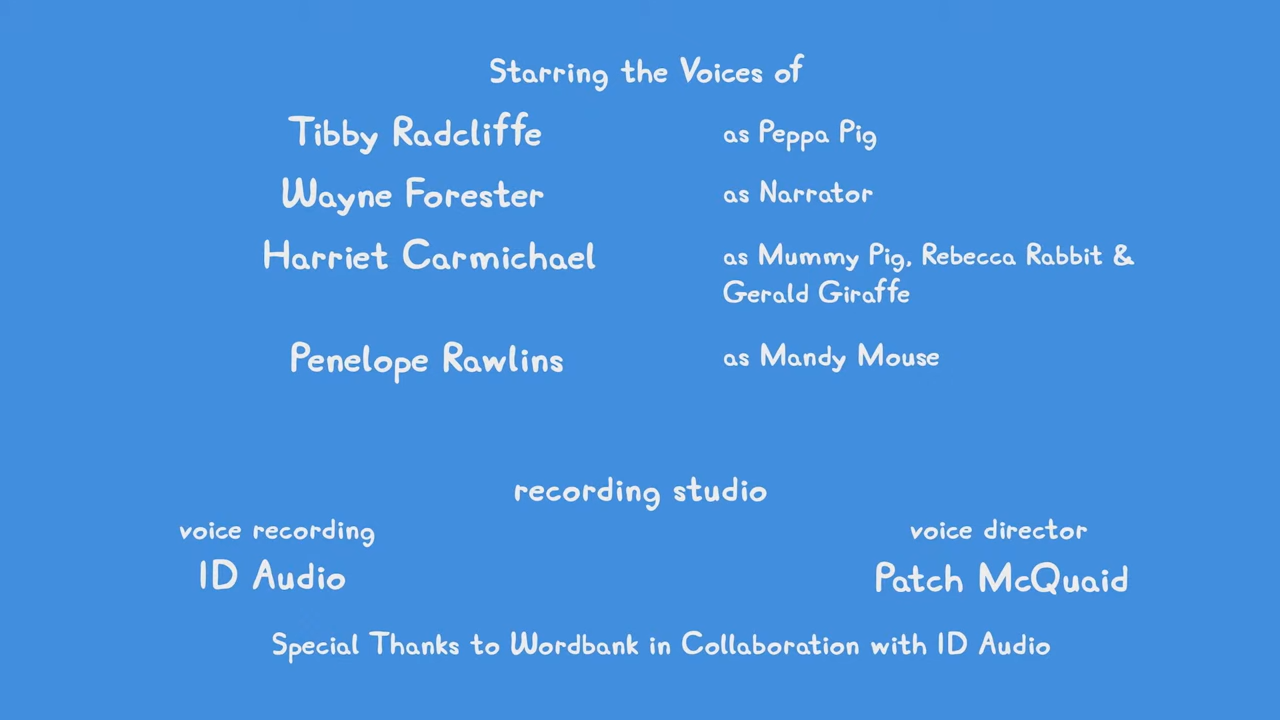 Starring the Voices of
Tibby Radcliffe as Peppa Pig
Wayne Forester as Narrator
Harriet Carmichael as Mummy Pig, Rebecca Rabbit &
Gerald Giraffe
Penelope Rawlins as Mandy Mouse
recording studio
voice recording voice director
ID Audio Patch McQuaid
Special Thanks to Wordbank in Collaboration with ID Audio